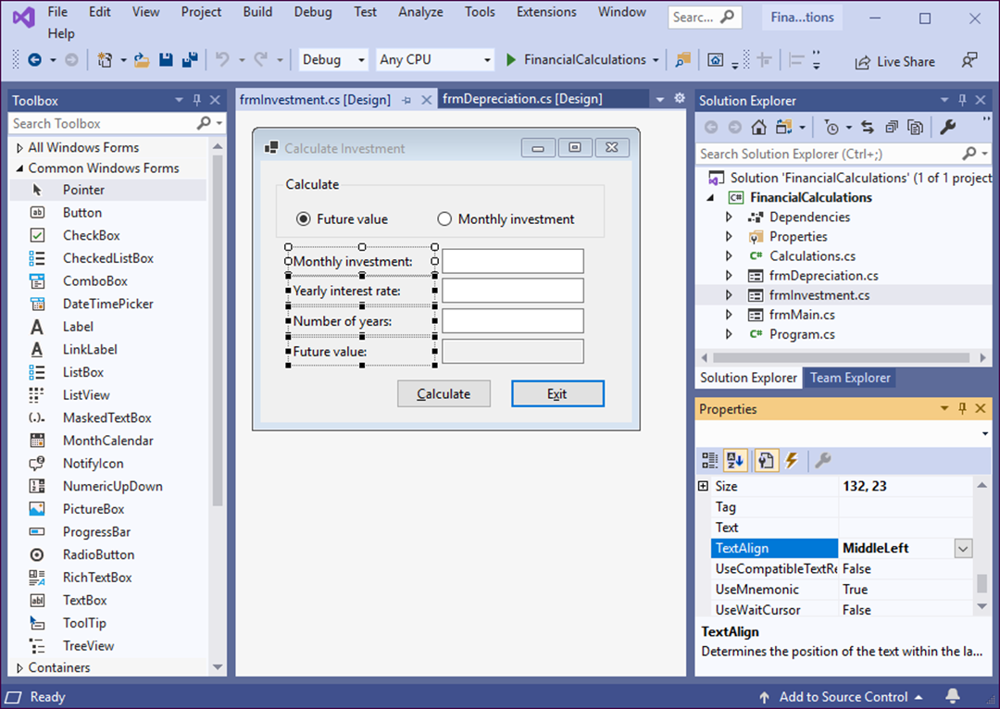 File Edit View Project Build Debug Test Analyze Tools Extensions Window Searc... Fina...tions
Help
Debug Any CPU FinancialCalculations Live Share
Toolbox
Search Toolbox
All Windows Forms
Common Windows Forms
Pointer
Button
CheckBox
CheckedListBox
ComboBox
DateTimePicker
Label
LinkLabel
ListBox
ListView
MaskedTextBox
MonthCalendar
NotifyIcon
NumericUpDown
PictureBox
ProgressBar
RadioButton
RichTextBox
TextBox
ToolTip
TreeView
Containers
frmInvestment.cs [Design] frmDepreciation.cs [Design]
Calculate Investment
Calculate
Future value Monthly investment
Monthly investment:
Yearly interest rate:
Number of years:
Future value:
Calculate Exit
Solution Explorer
Search Solution Explorer (Ctrl+;)
Solution 'FinancialCalculations' (1 of 1 project
C# FinancialCalculations
Dependencies
Properties
C# Calculations.cs
frmDepreciation.cs
frmInvestment.cs
frmMain.cs
C# Program.cs
Solution Explorer Team Explorer
Properties
Size 132, 23
Tag
Text
TextAlign MiddleLeft
UseCompatibleTextRe False
UseMnemonic True
UseWaitCursor False
TextAlign
Determines the position of the text within the la...
Ready Add to Source Control